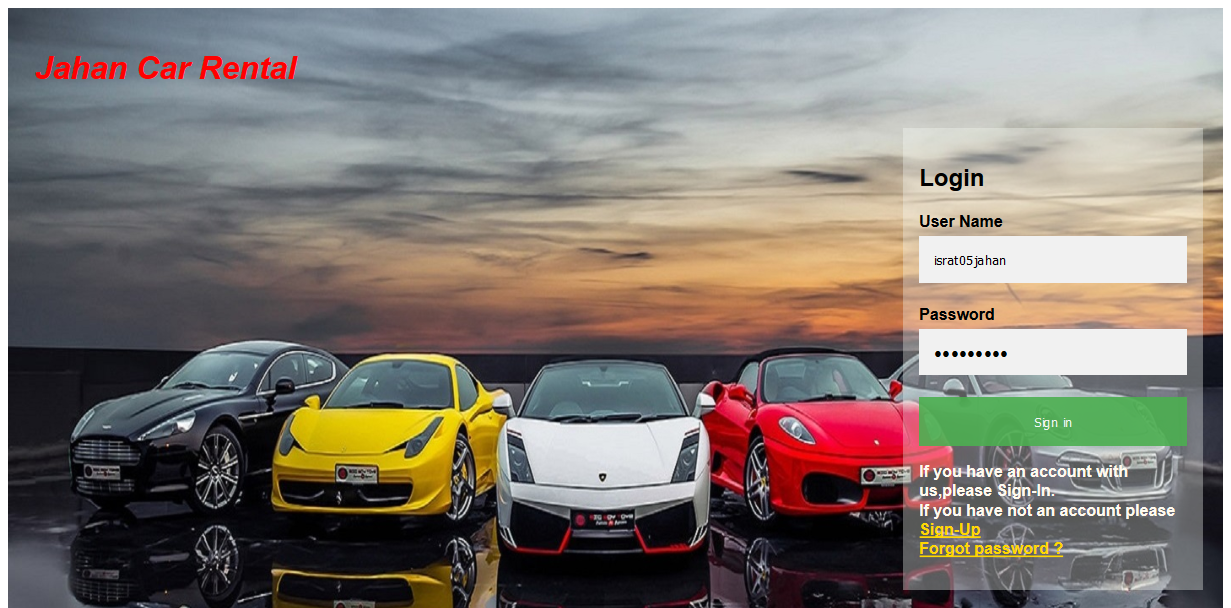 Jahan Car Rental
Login
User Name
israt05jahan
Password
•••••••••
Sign in
If you have an account with
us,please Sign-In.
If you have not an account please
Sign-Up
Forgot password ?